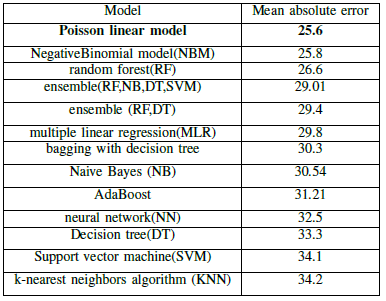 Model Mean absolute error
Poisson linear model 25.6
NegativeBinomial model(NBM) 25.8
random forest(RF) 26.6
ensemble(RF,NB,DT,SVM) 29.01
ensemble (RF,DT) 29.4
multiple linear regression(MLR) 29.8
bagging with decision tree 30.3
Naive Bayes (NB) 30.54
AdaBoost 31.21
neural network(NN) 32.5
Decision tree(DT) 33.3
Support vector machine(SVM) 34.1
k-nearest neighbors algorithm (KNN) 34.2